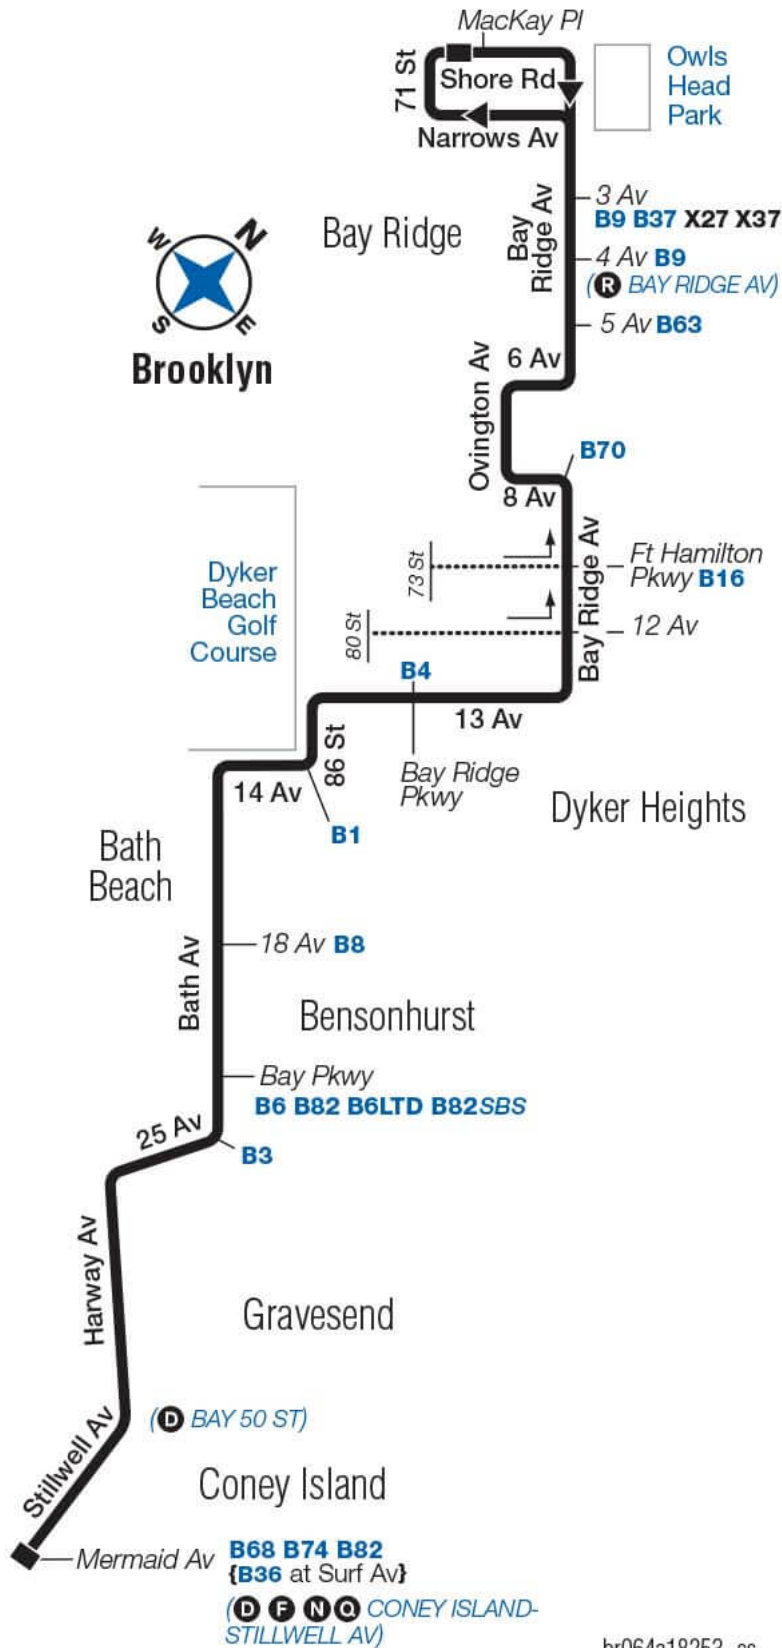 MacKay Pl
71 St
Shore Rd
Owls
Head
Park
Narrows Av
3 Av
B9 B37 X27 X37
Bay
Ridge Av
Bay Ridge
N
W
S
E
Brooklyn
4 Av B9
(R BAY RIDGE AV)
5 Av B63
6 Av
Ovington Av
B70
8 Av
73 St
Bay Ridge Av
Ft Hamilton
Pkwy B16
Dyker
Beach
Golf
Course
80 St
12 Av
B4
13 Av
86 St
Bay Ridge
Pkwy
14 Av
Dyker Heights
B1
Bath
Beach
Bath Av
18 Av B8
Bensonhurst
Bay Pkwy
B6 B82 B6LTD B82SBS
25 Av
B3
Harway Av
Gravesend
(D BAY 50 ST)
Stillwell Av
Coney Island
Mermaid Av
B68 B74 B82
{B36 at Surf Av}
(D F N Q CONEY ISLAND-
STILLWELL AV)